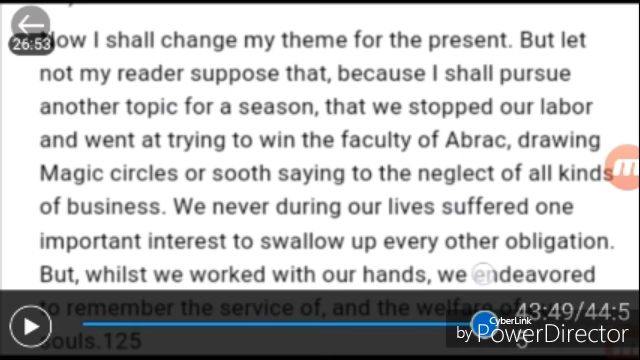 26:53
Now I shall change my theme for the present. But let
not my reader suppose that, because I shall pursue
another topic for a season, that we stopped our labor
and went at trying to win the faculty of Abrac, drawing
Magic circles or sooth saying to the neglect of all kinds
of business. We never during our lives suffered one
important interest to swallow up every other obligation.
But, whilst we worked with our hands, we endeavored
to remember the service of, and the welfare of
souls.125
43:49/44:5
5
CyberLink
by PowerDirector